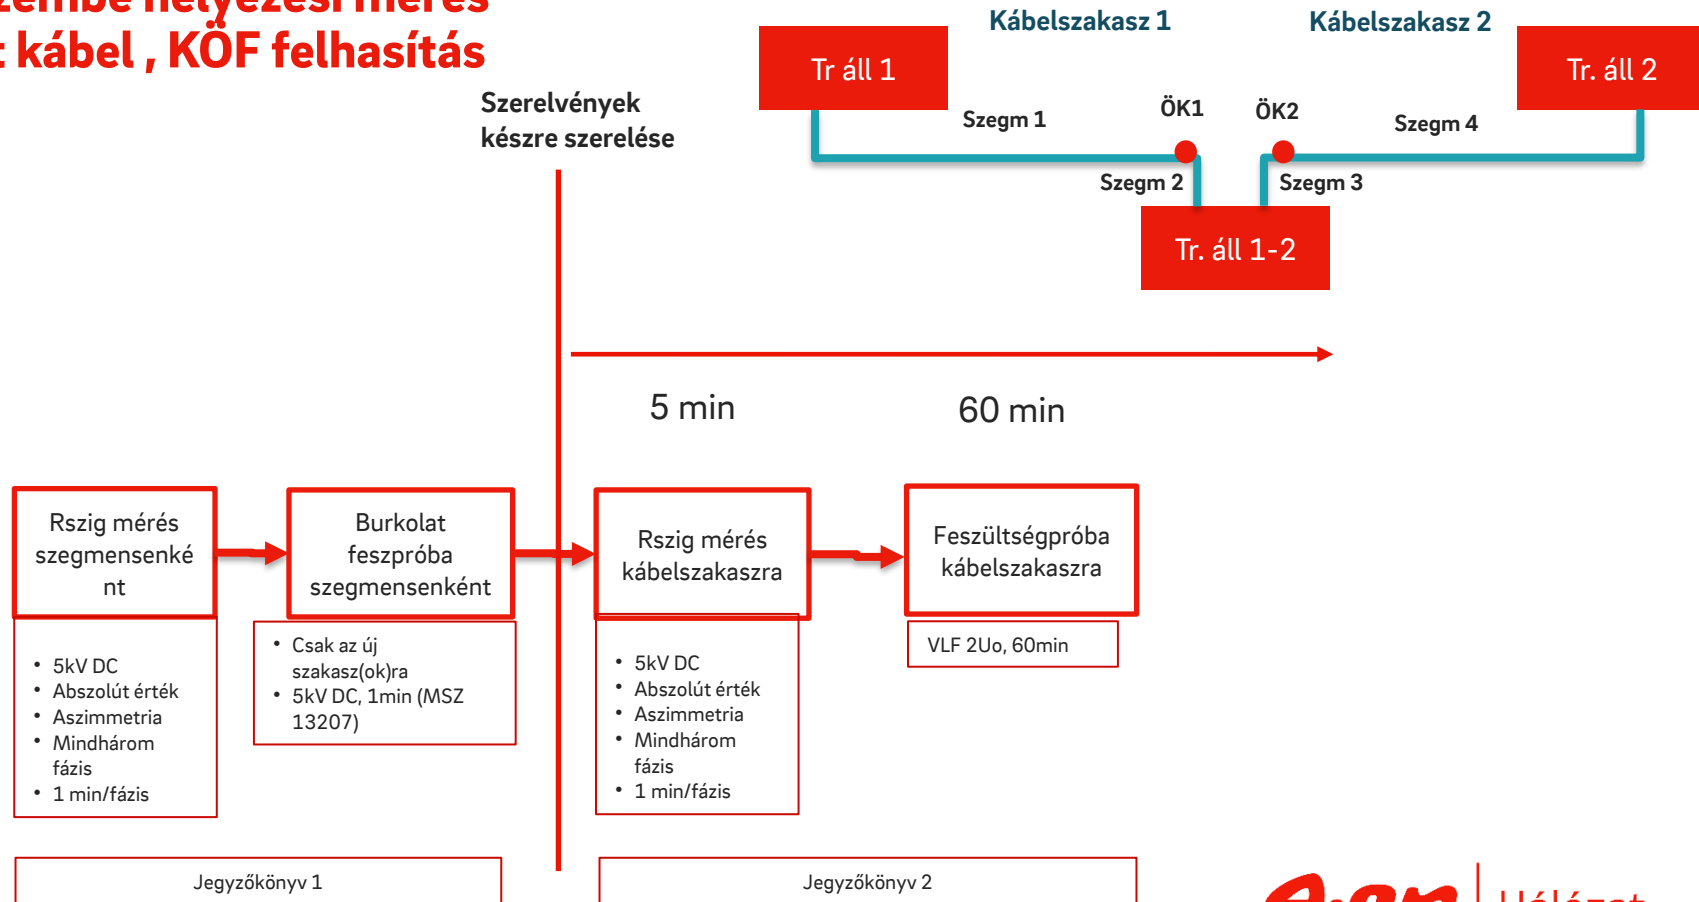 helyezési mérés
kábel , KÖF felhasítás
Kábelszakasz 1
Kábelszakasz 2
Tr áll 1
Tr. áll 2
Szerelvények
készre szerelése
Szegm 1
ÖK1
ÖK2
Szegm 4
Szegm 2
Szegm 3
Tr. áll 1-2
5 min
60 min
Rszig mérés
szegmensenké
nt
Burkolat
feszpróba
szegmensenként
Rszig mérés
kábelszakaszra
Feszültségpróba
kábelszakaszra
• 5kV DC
• Abszolút érték
• Aszimmetria
• Mindhárom
fázis
• 1 min/fázis
• Csak az új
szakasz(ok)ra
• 5kV DC, 1min (MSZ
13207)
• 5kV DC
• Abszolút érték
• Aszimmetria
• Mindhárom
fázis
• 1 min/fázis
VLF 2Uo, 60min
Jegyzőkönyv 1
Jegyzőkönyv 2